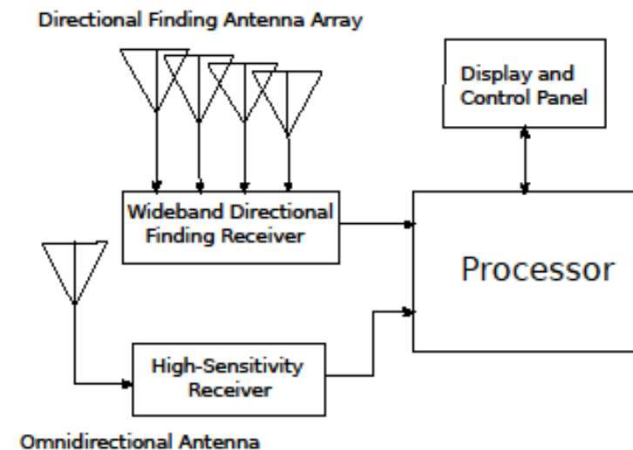 Directional Finding Antenna Array
Display and
Control Panel
Wideband Directional
Finding Receiver
Processor
High-Sensitivity
Receiver
Omnidirectional Antenna